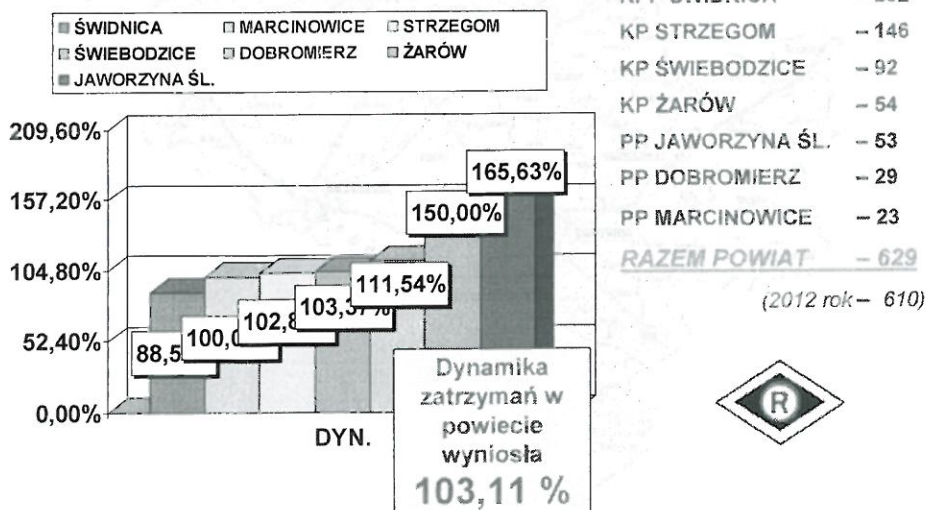 ŚWIDNICA MARCINOWICE STRZEGOM
ŚWIEBODZICE DOBROMIERZ ŻARÓW
JAWORZYNA ŚL.
209,60%
157,20%
104,80%
52,40%
0,00%
165,63%
150,00%
111,54%
103,37%
DYN.
Dynamika
zatrzymań w
powiecie
wyniosła
103,11 %
KP STRZEGOM – 146
KP ŚWIEBODZICE – 92
KP ŻARÓW – 54
PP JAWORZYNA ŚL. – 53
PP DOBROMIERZ – 29
PP MARCINOWICE – 23
RAZEM POWIAT – 629
(2012 rok – 610)
R